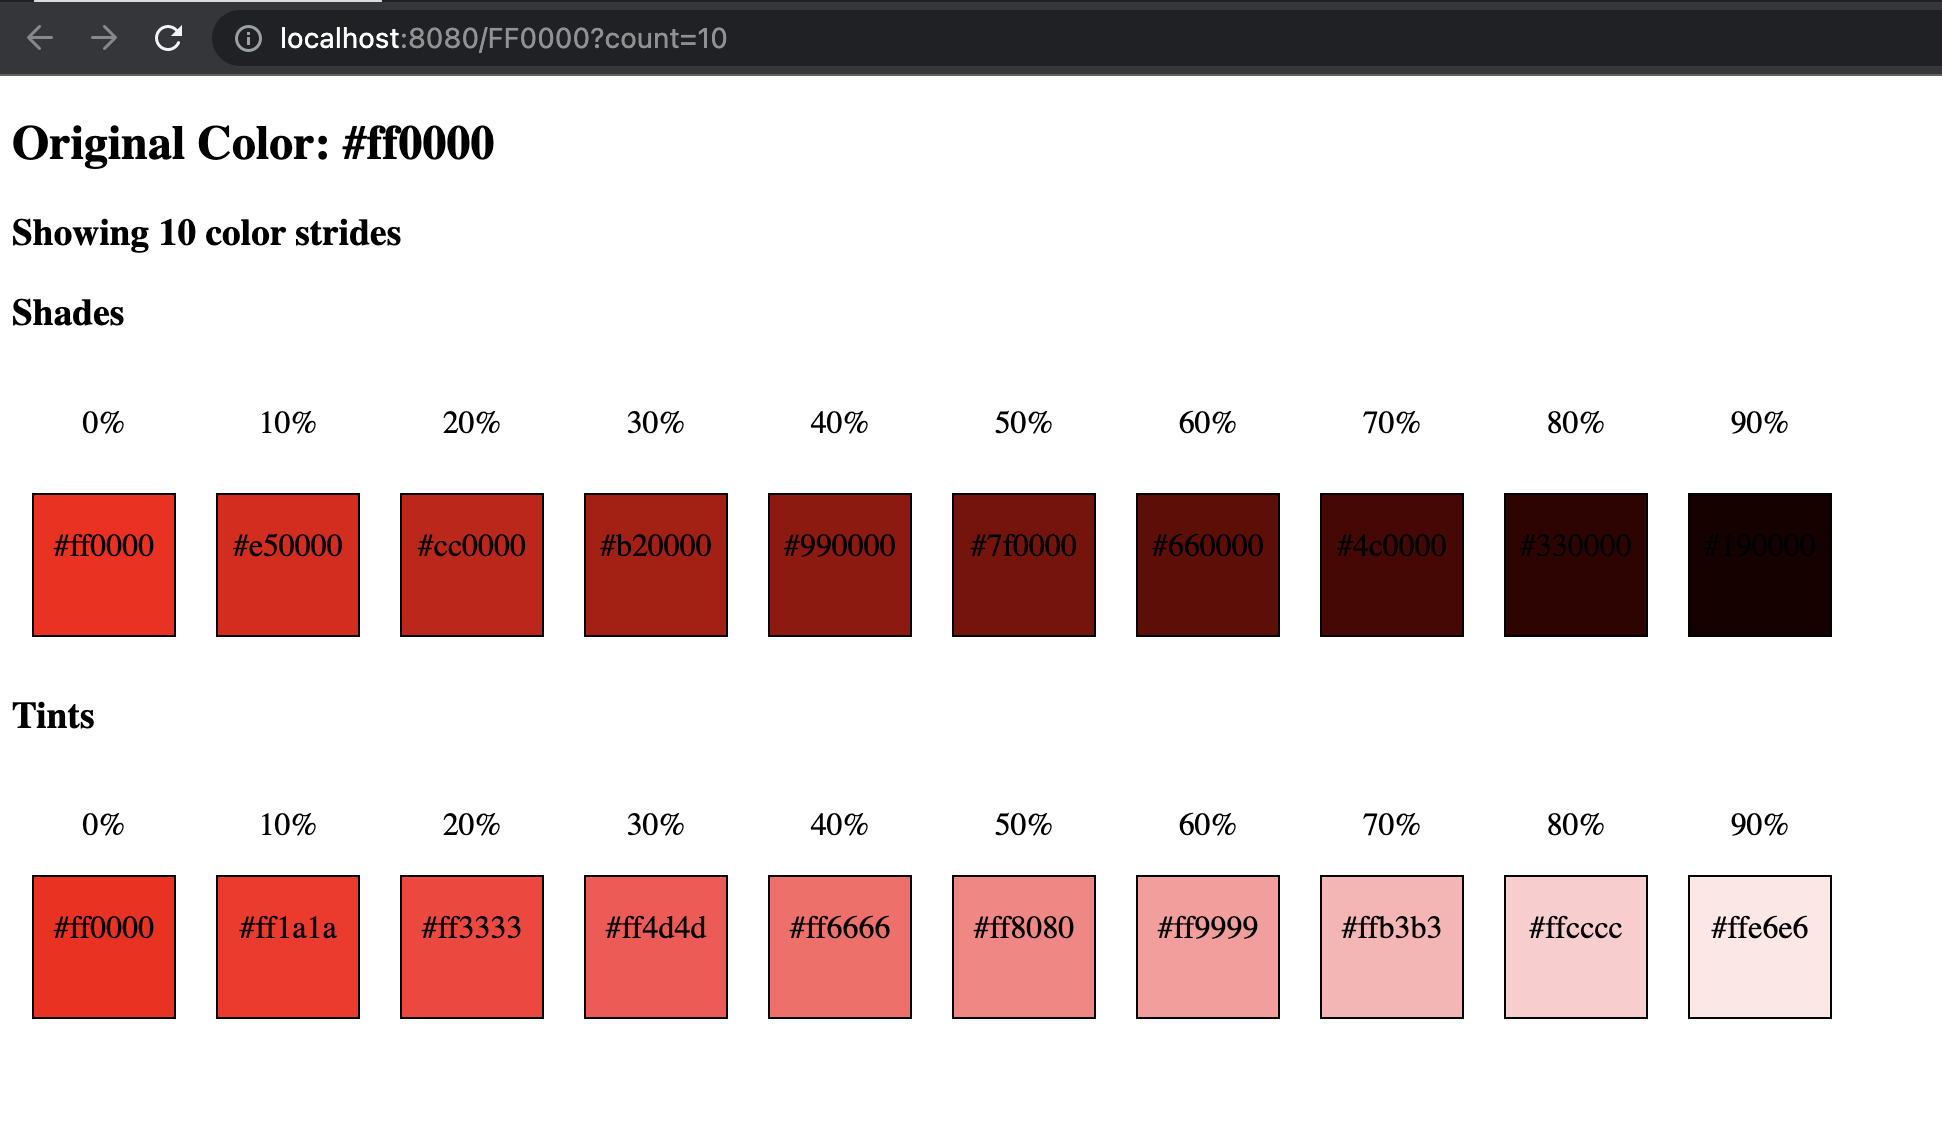 localhost:8080/FF0000?count=10
Original Color: #ff0000
Showing 10 color strides
Shades
0% 10% 20% 30% 40% 50% 60% 70% 80% 90%
#ff0000 #e50000 #cc0000 #b20000 #990000 #7f0000 #660000 #4c0000 #330000 #190000
Tints
0% 10% 20% 30% 40% 50% 60% 70% 80% 90%
#ff0000 #ff1a1a #ff3333 #ff4d4d #ff6666 #ff8080 #ff9999 #ffb3b3 #ffcccc #ffe6e6